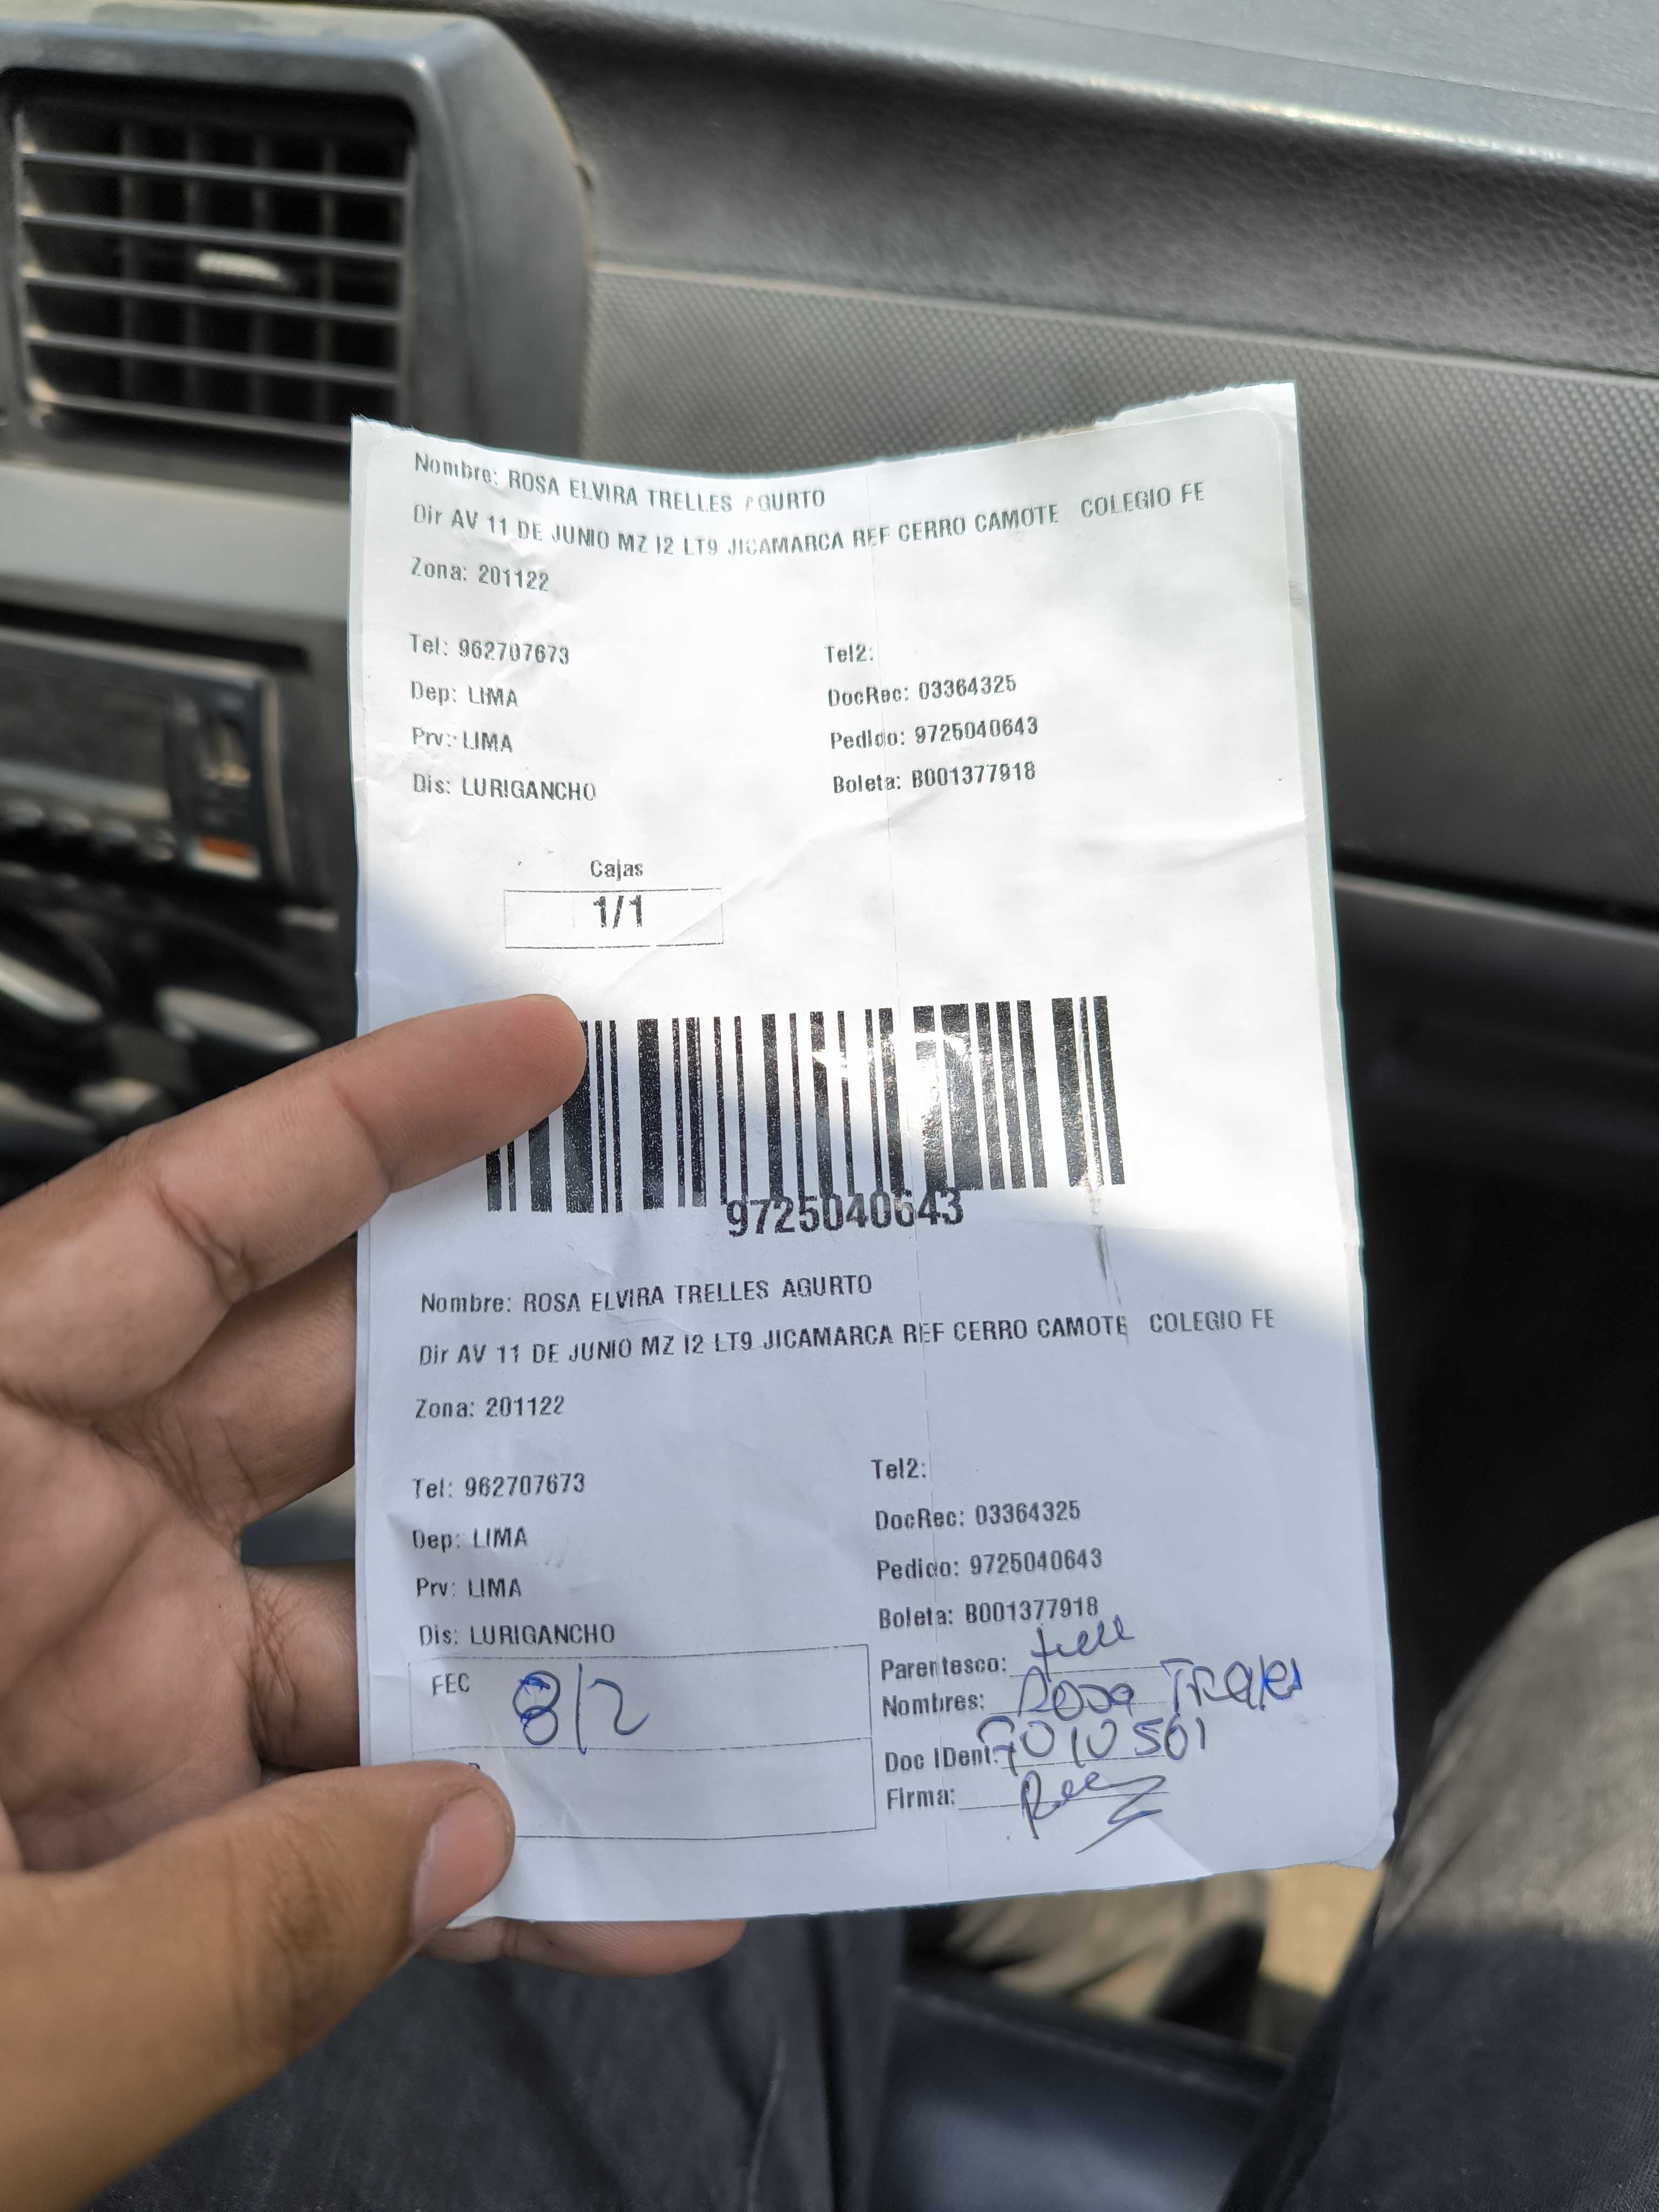 Nombre: ROSA ELVIRA TRELLES AGURTO
Dir AV 11 DE JUNIO MZ I2 LT9 JICAMARCA REF CERRO CAMOTE COLEGIO FE
Zona: 201122
Tel: 962707673
Tel2:
Dep: LIMA
DocRec: 03364325
Prv: LIMA
Pedido: 9725040643
Dis: LURIGANCHO
Boleta: B001377918
Cajas
1/1
9725040643
Nombre: ROSA ELVIRA TRELLES AGURTO
Dir AV 11 DE JUNIO MZ I2 LT9 JICAMARCA REF CERRO CAMOTE COLEGIO FE
Zona: 201122
Tel: 962707673
Tel2:
Dep: LIMA
DocRec: 03364325
Prv: LIMA
Pedido: 9725040643
Dis: LURIGANCHO
Boleta: B001377918
FEC 8/2
Parentesco:
Nombres: Rosa
Doc IDent:
Firma: